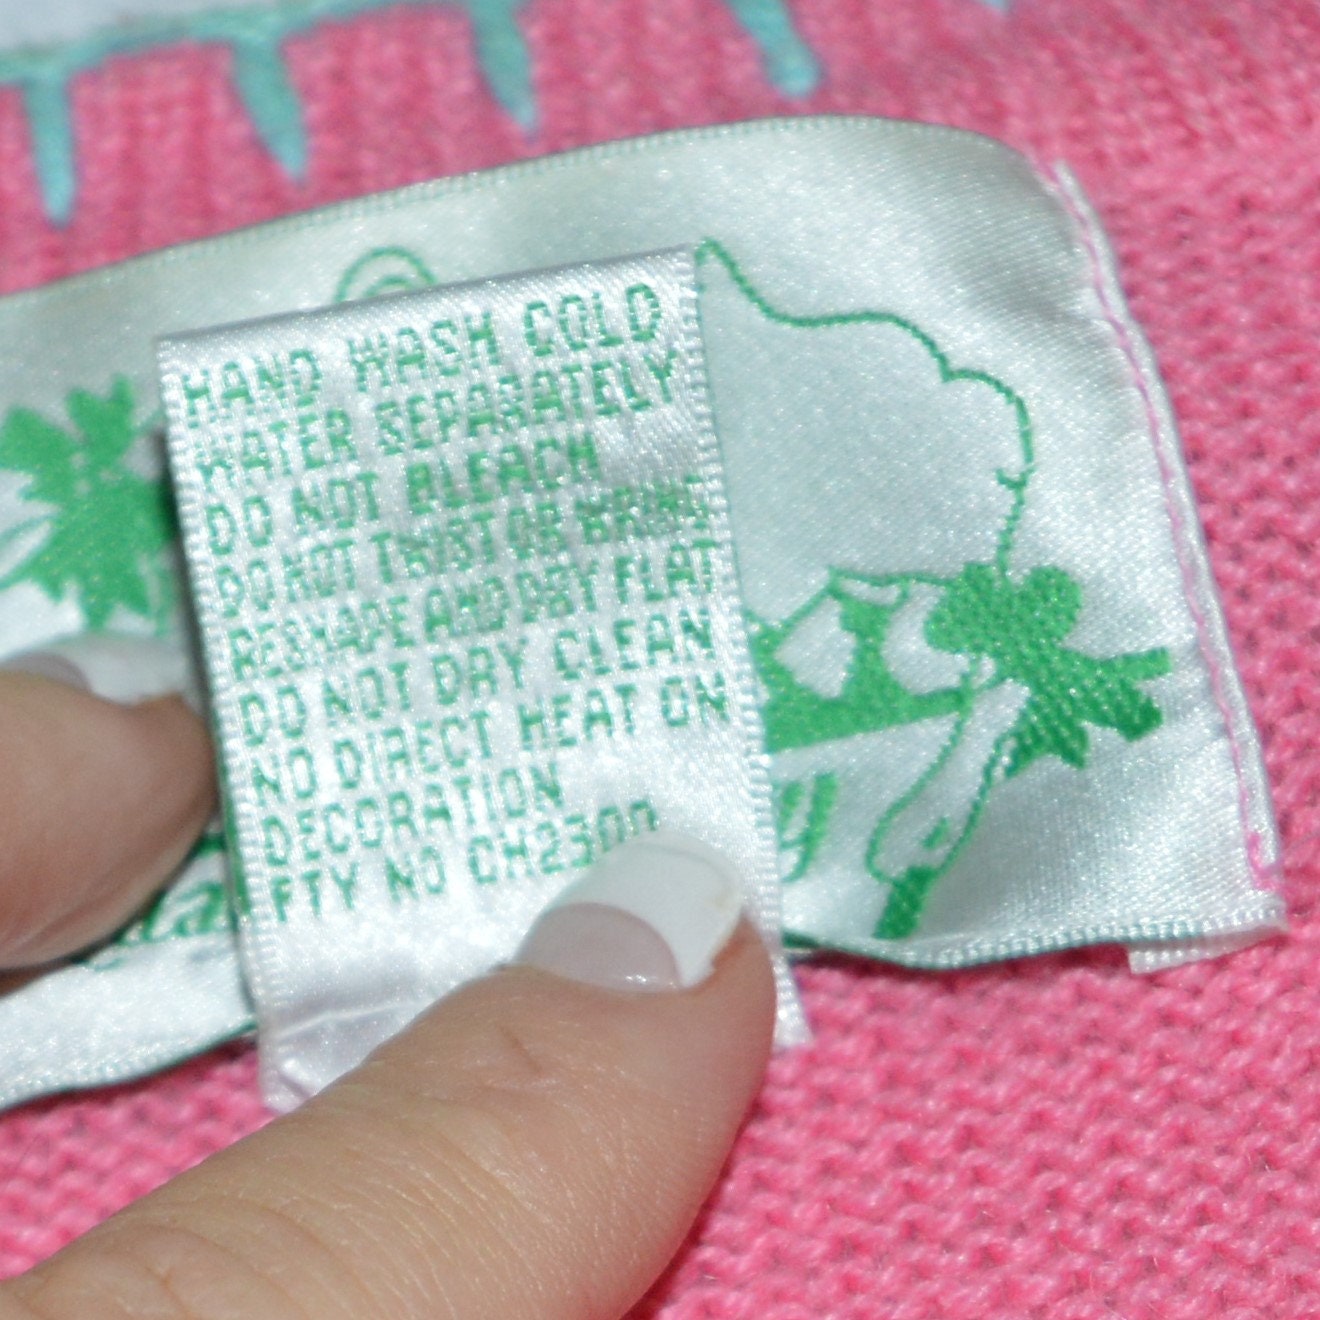 HAND WASH COLD
WATER SEPARATELY
DO NOT BLEACH
DO NOT TWIST OR WRING
RESHAPE AND DRY FLAT
DO NOT DRY CLEAN
NO DIRECT HEAT ON
DECORATION
FTY NO CH2300